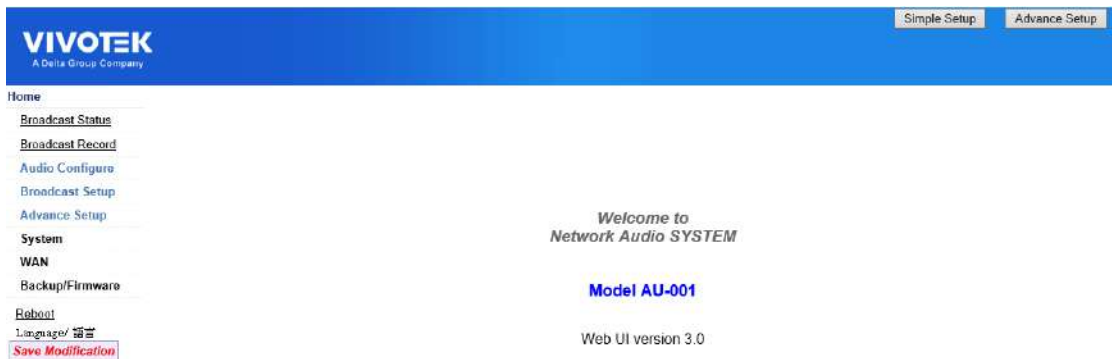 Simple Setup
Advance Setup
VIVOTEK
A Delta Group Company
Home
Broadcast Status
Broadcast Record
Audio Configure
Broadcast Setup
Advance Setup
System
WAN
Backup/Firmware
Reboot
Language/ 語言
Save Modification
Welcome to
Network Audio SYSTEM
Model AU-001
Web UI version 3.0